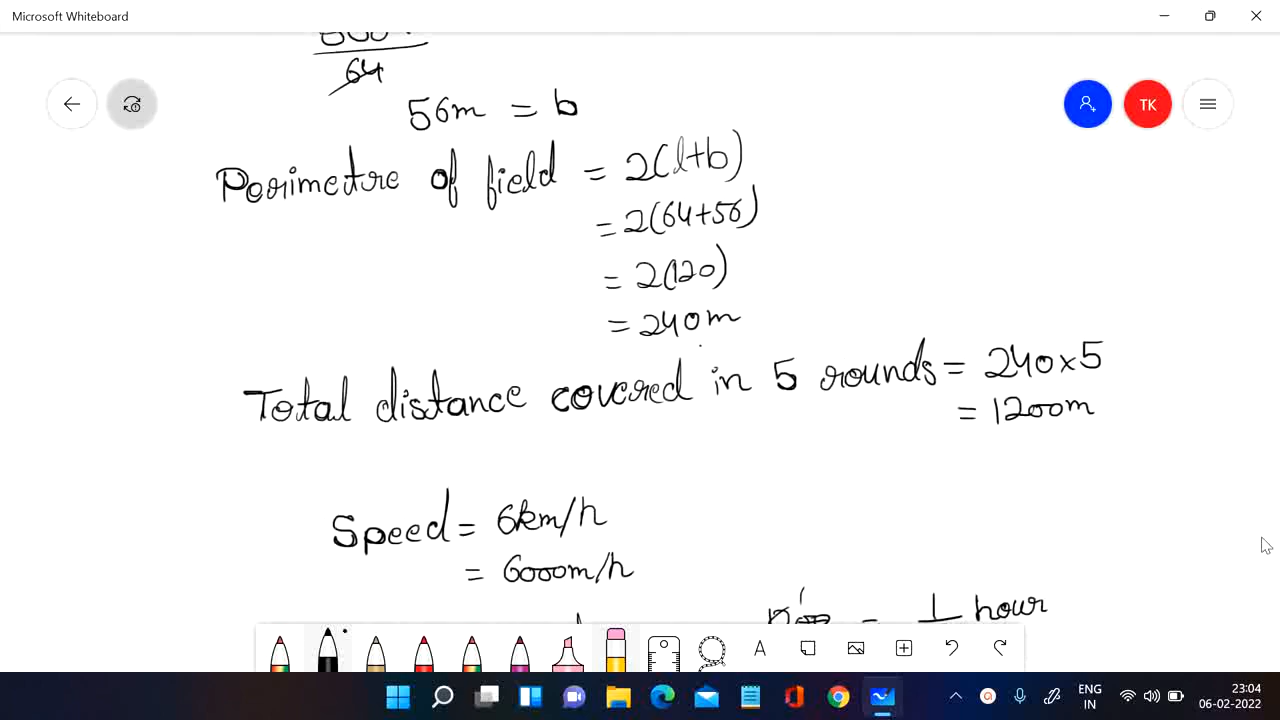 Microsoft Whiteboard
64
56m = b
TK
Perimetre of field = 2(l+b)
= 2(64+56)
= 2(120)
= 240m
Total distance covered in 5 rounds = 240×5
= 1200m
Speed = 6km/h
= 6000m/h
= 1 hour
A
ENG
IN
23:04
06-02-2022